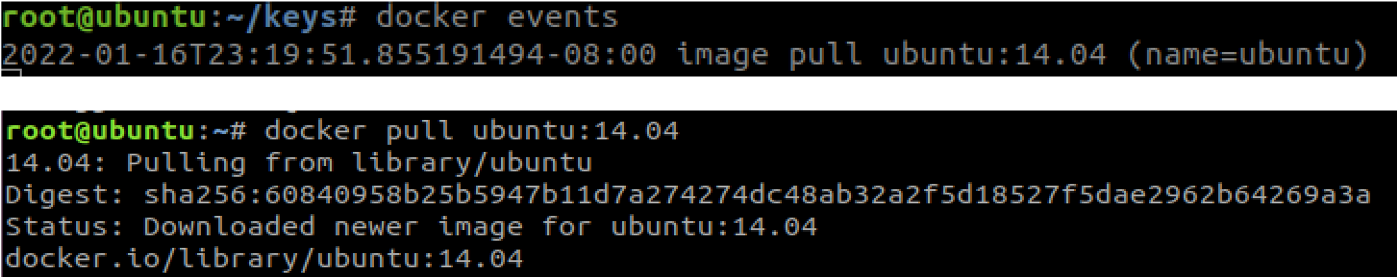 root@ubuntu:~/keys# docker events
2022-01-16T23:19:51.855191494-08:00 image pull ubuntu:14.04 (name=ubuntu)
root@ubuntu:~# docker pull ubuntu:14.04
14.04: Pulling from library/ubuntu
Digest: sha256:60840958b25b5947b11d7a274274dc48ab32a2f5d18527f5dae2962b64269a3a
Status: Downloaded newer image for ubuntu:14.04
docker.io/library/ubuntu:14.04